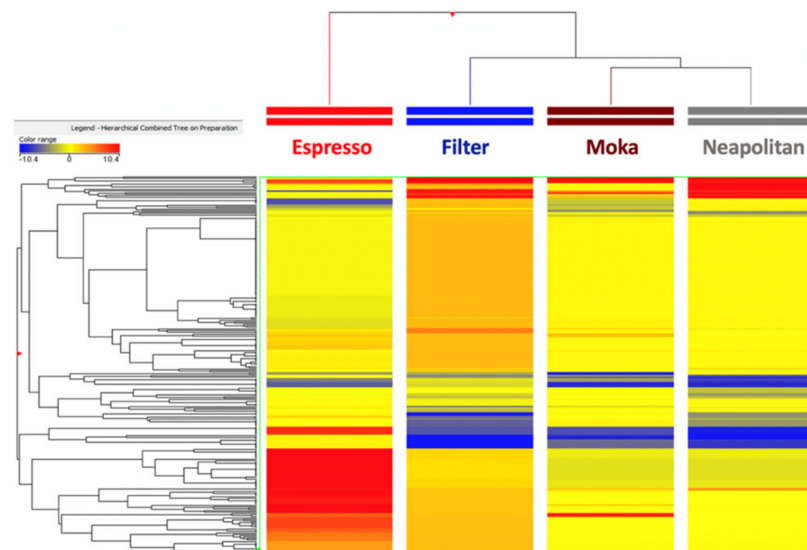 Legend - Hierarchical Combined Tree on Preparation
Color range
-10.4 0 10.4
Espresso Filter Moka Neapolitan